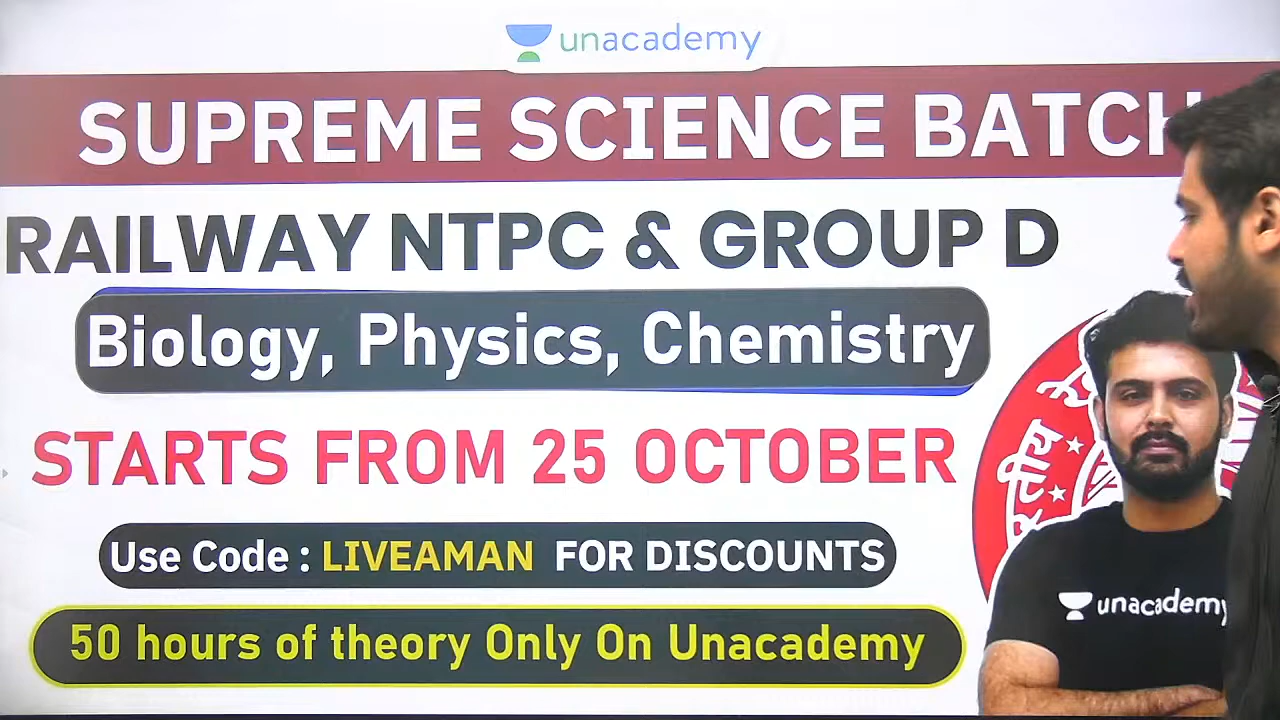 unacademy
SUPREME SCIENCE BATCH
RAILWAY NTPC & GROUP D
Biology, Physics, Chemistry
STARTS FROM 25 OCTOBER
Use Code : LIVEAMAN FOR DISCOUNTS
50 hours of theory Only On Unacademy
unacademy